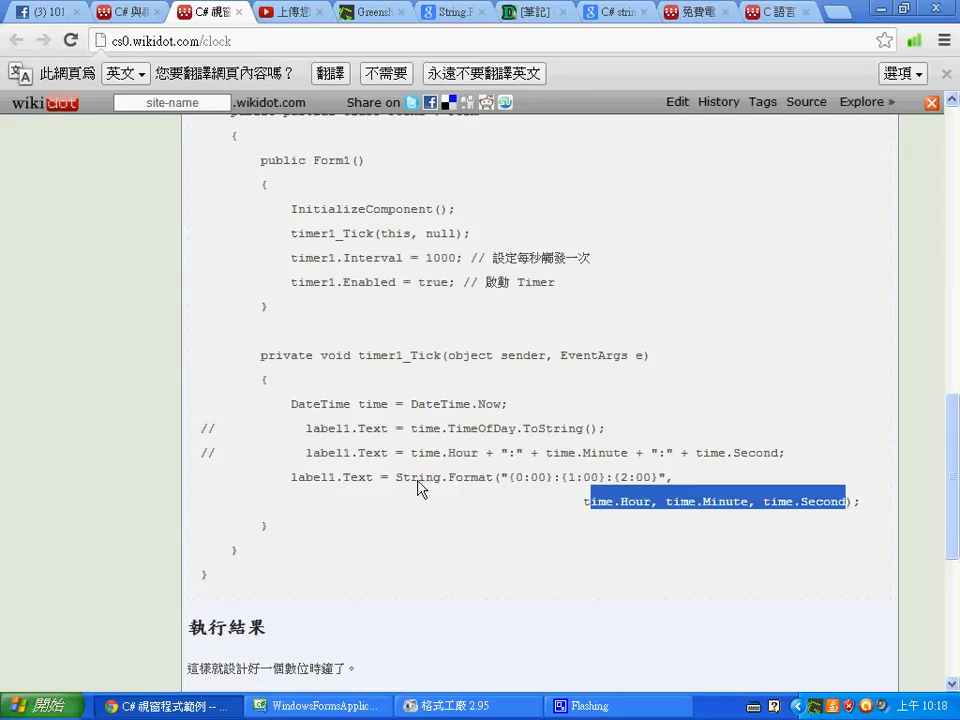 (3) 101
C# 與
C# 視窗
上傳您
Greensh
String.F
[筆記]
C# strin
免費電
C 語言
cs0.wikidot.com/clock
此網頁為 英文 您要翻譯網頁內容嗎？ 翻譯 不需要 永遠不要翻譯英文 選項
wikidot site-name .wikidot.com Share on Edit History Tags Source Explore »
{
public Form1()
{
InitializeComponent();
timer1_Tick(this, null);
timer1.Interval = 1000; // 設定每秒觸發一次
timer1.Enabled = true; // 啟動 Timer
}
private void timer1_Tick(object sender, EventArgs e)
{
DateTime time = DateTime.Now;
// label1.Text = time.TimeOfDay.ToString();
// label1.Text = time.Hour + ":" + time.Minute + ":" + time.Second;
label1.Text = String.Format("{0:00}:{1:00}:{2:00}",
time.Hour, time.Minute, time.Second);
}
}
}
執行結果
這樣就設計好一個數位時鐘了。
開始 C# 視窗程式範例 -- ... WindowsFormsApplic... 格式工廠 2.95 Flashing 上午 10:18